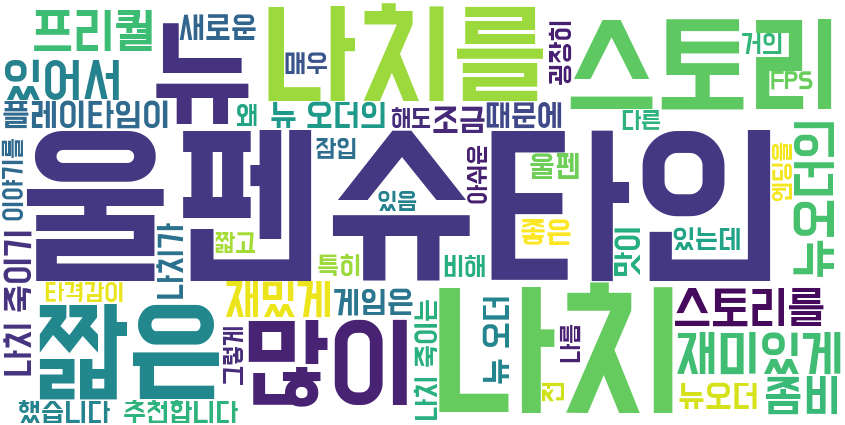 프리퀄 새로운 뉴 나치를 스토리
있어서 매우 굉장히 거의 FPS
플레이타임이 왜 뉴 오더의 해도 조금 때문에 다른
이야기를 울펜슈타인 잠입 아쉬운 울펜 엔딩을 뉴오더의
있음
짧고 좋은 있는데
나치 죽이기 나치가 특히 비해 맛이
타격감이 재밌게 게임은 나치 스토리를
짧은 많이 그렇게 나치 죽이는 뉴 오더 나름 재미있게
했습니다 추천합니다 전 뉴오더 좀비